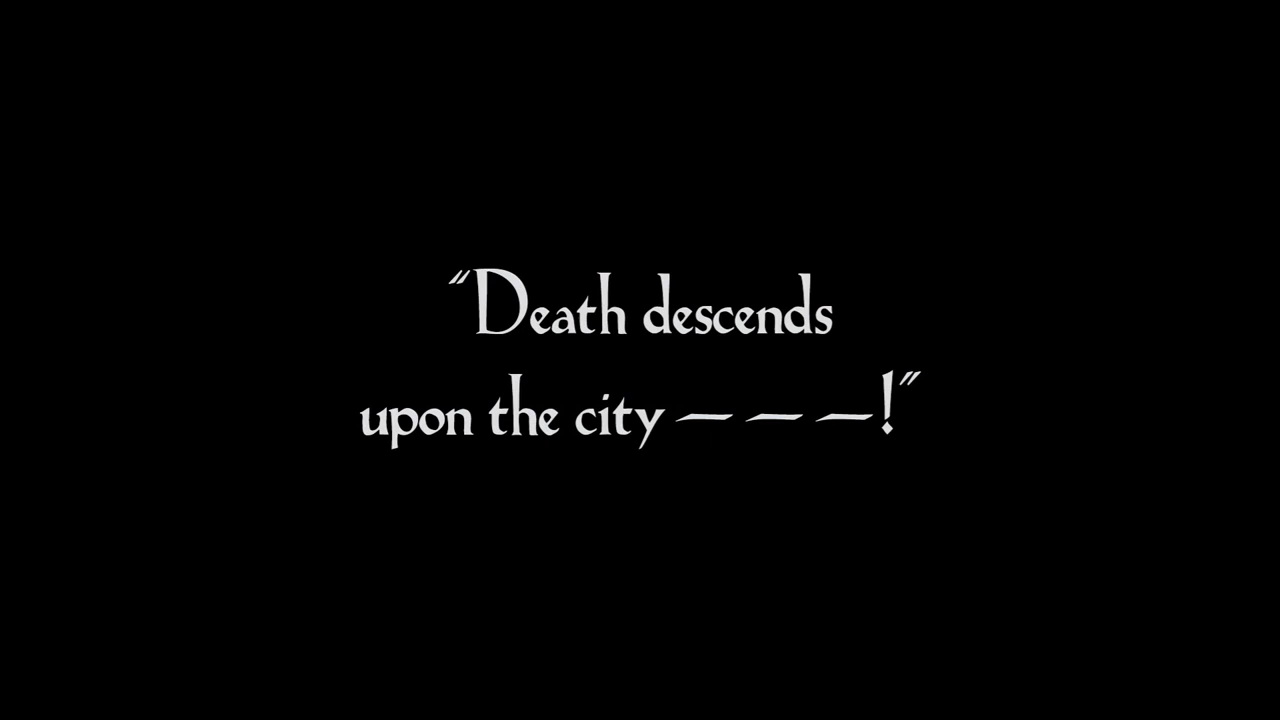 "Death descends
upon the city — — —!"